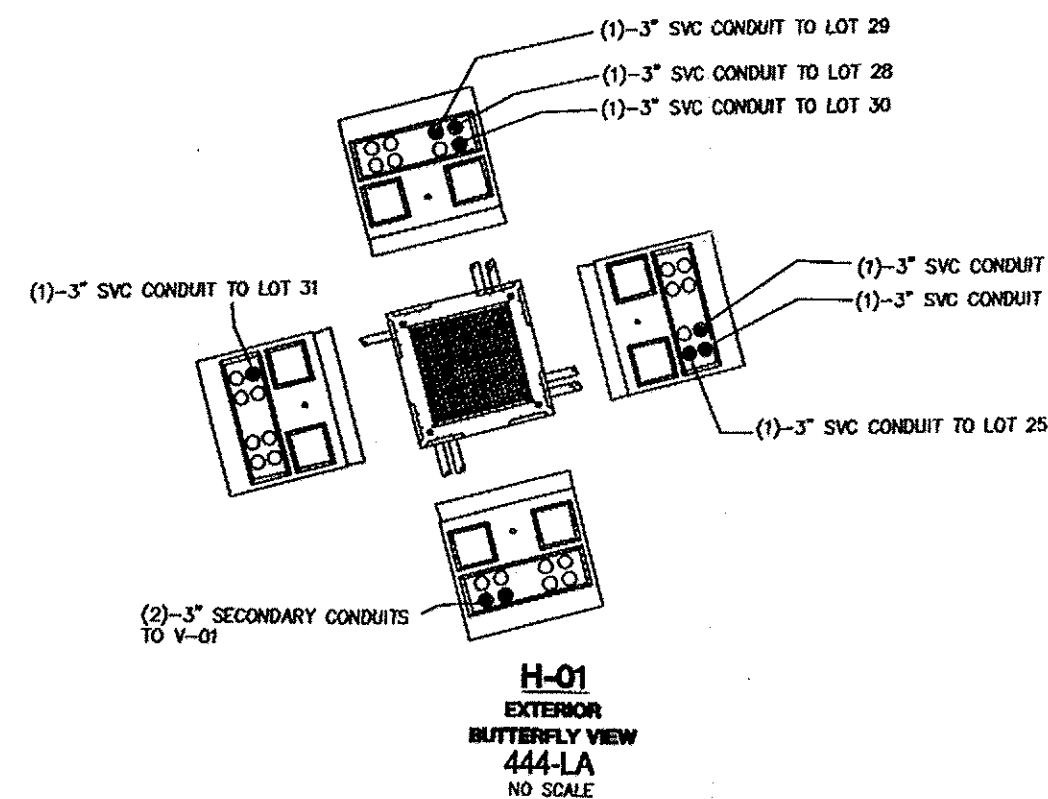 (1)-3" SVC CONDUIT TO LOT 29
(1)-3" SVC CONDUIT TO LOT 28
(1)-3" SVC CONDUIT TO LOT 30
(1)-3" SVC CONDUIT TO LOT 31
(1)-3" SVC CONDUIT
(1)-3" SVC CONDUIT
(1)-3" SVC CONDUIT TO LOT 25
(2)-3" SECONDARY CONDUITS
TO V-01
H-01
EXTERIOR
BUTTERFLY VIEW
444-LA
NO SCALE